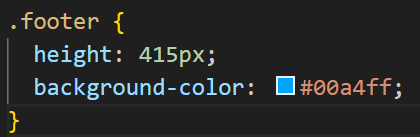 .footer {
height: 415px;
background-color: #00a4ff;
}